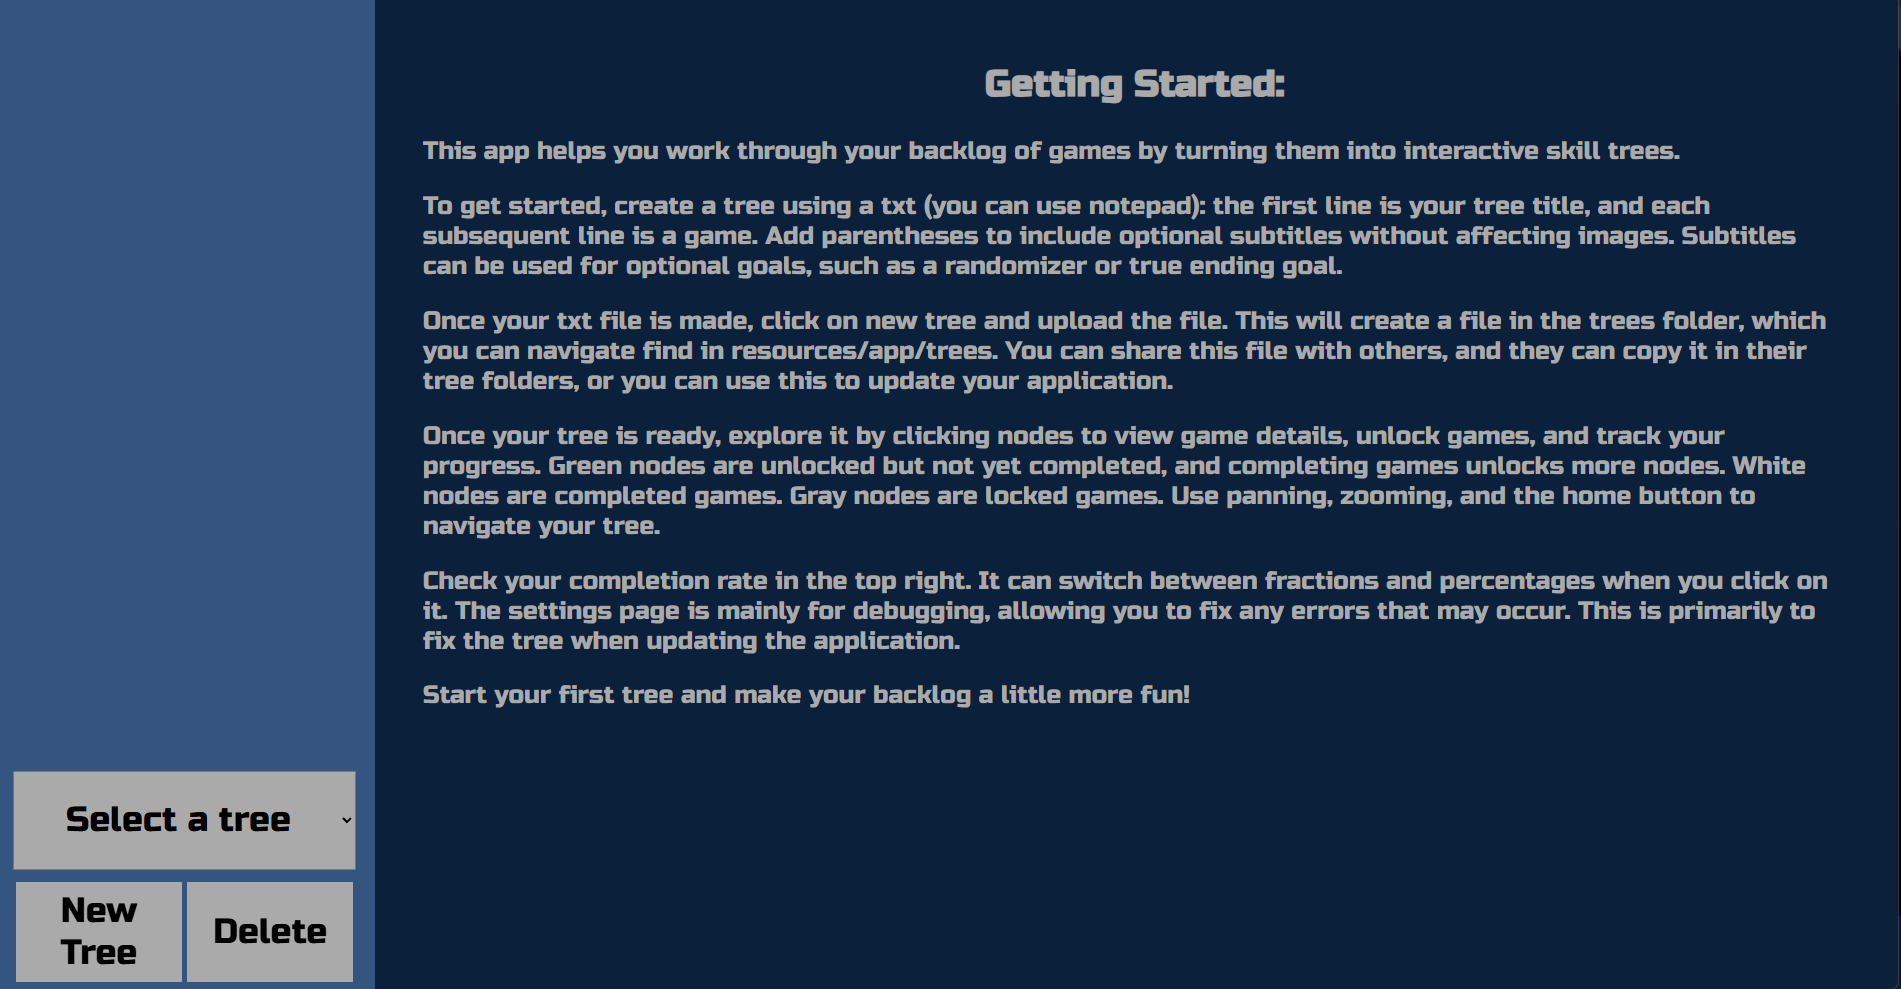 Getting Started:
This app helps you work through your backlog of games by turning them into interactive skill trees.
To get started, create a tree using a txt (you can use notepad): the first line is your tree title, and each
subsequent line is a game. Add parentheses to include optional subtitles without affecting images. Subtitles
can be used for optional goals, such as a randomizer or true ending goal.
Once your txt file is made, click on new tree and upload the file. This will create a file in the trees folder, which
you can navigate find in resources/app/trees. You can share this file with others, and they can copy it in their
tree folders, or you can use this to update your application.
Once your tree is ready, explore it by clicking nodes to view game details, unlock games, and track your
progress. Green nodes are unlocked but not yet completed, and completing games unlocks more nodes. White
nodes are completed games. Gray nodes are locked games. Use panning, zooming, and the home button to
navigate your tree.
Check your completion rate in the top right. It can switch between fractions and percentages when you click on
it. The settings page is mainly for debugging, allowing you to fix any errors that may occur. This is primarily to
fix the tree when updating the application.
Start your first tree and make your backlog a little more fun!
Select a tree
New
Tree
Delete